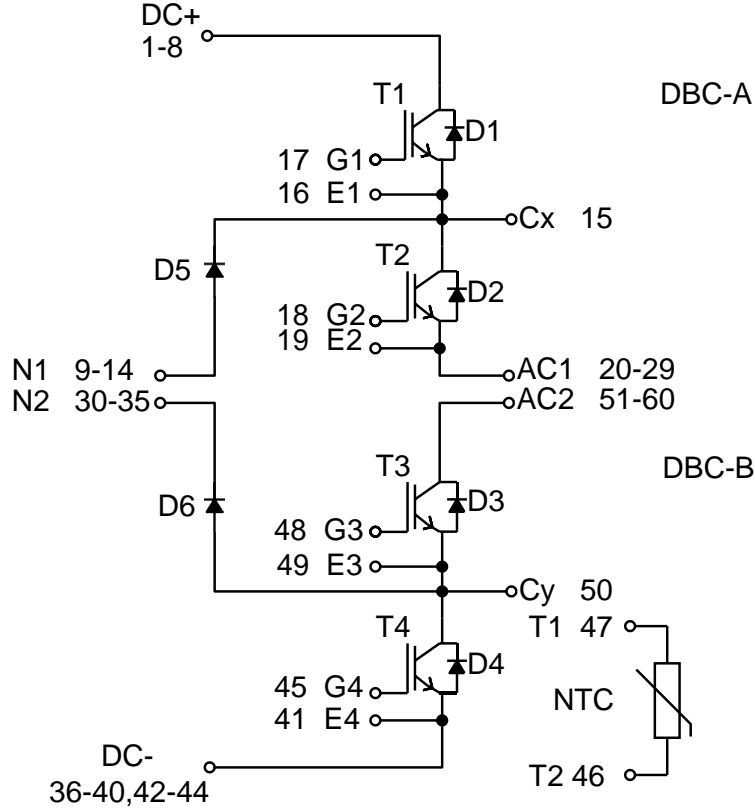 DC+
1-8
T1
DBC-A
D1
17 G1
16 E1
Cx 15
T2
D5
D2
18 G2
19 E2
N1 9-14
AC1 20-29
N2 30-35
AC2 51-60
T3
DBC-B
D6
D3
48 G3
49 E3
Cy 50
T4
T1 47
D4
45 G4
NTC
41 E4
DC-
T2 46
36-40,42-44